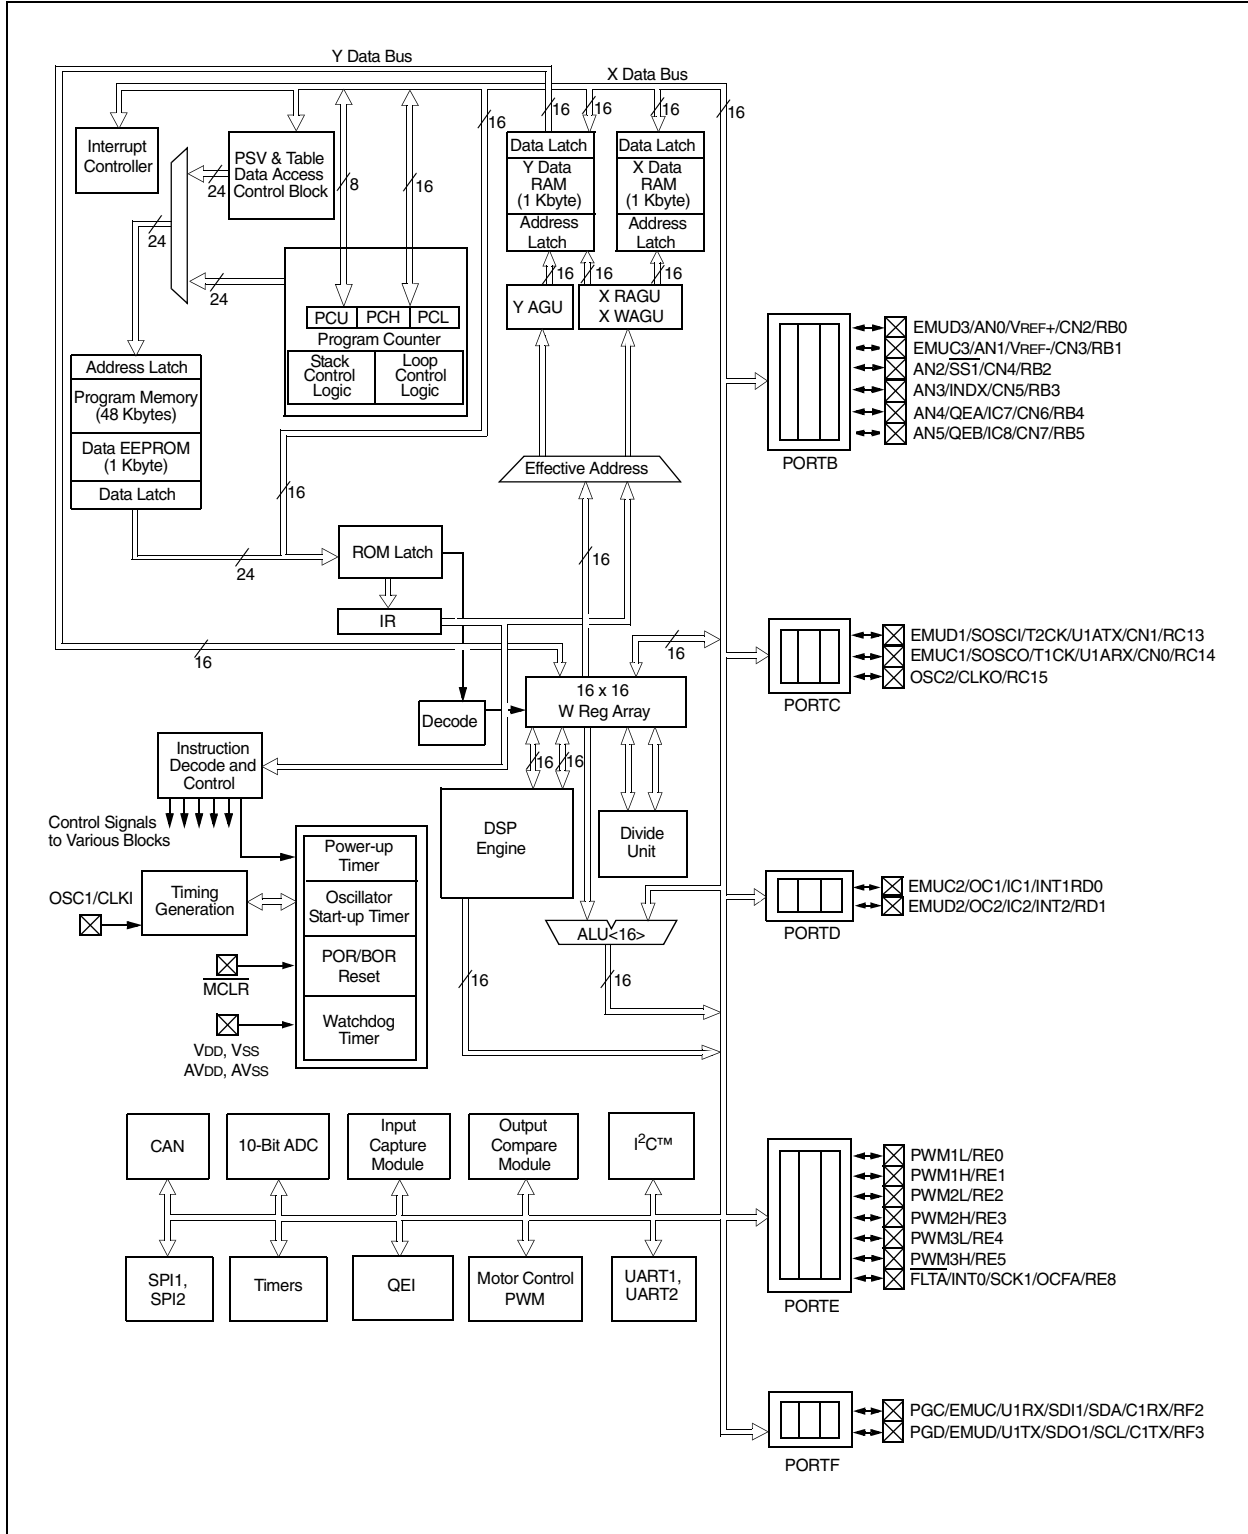 Y Data Bus
X Data Bus
16
16
16
16
16
Interrupt
Controller
PSV & Table
Data Access
Control Block
24
8
16
24
24
Data Latch
Y Data
RAM
(1 Kbyte)
Address
Latch
Data Latch
X Data
RAM
(1 Kbyte)
Address
Latch
16
16
16
Y AGU
X RAGU
X WAGU
PCU
PCH
PCL
Program Counter
Stack
Control
Logic
Loop
Control
Logic
Address Latch
Program Memory
(48 Kbytes)
Data EEPROM
(1 Kbyte)
Data Latch
Effective Address
16
24
ROM Latch
16
IR
16
16
16 x 16
W Reg Array
Decode
Instruction
Decode and
Control
16
16
Control Signals
to Various Blocks
DSP
Engine
Divide
Unit
Power-up
Timer
Oscillator
Start-up Timer
POR/BOR
Reset
Watchdog
Timer
OSC1/CLKI
Timing
Generation
MCLR
VDD, VSS
AVDD, AVSS
ALU<16>
16
16
CAN
10-Bit ADC
Input
Capture
Module
Output
Compare
Module
I2C™
SPI1,
SPI2
Timers
QEI
Motor Control
PWM
UART1,
UART2
EMUD3/AN0/VREF+/CN2/RB0
EMUC3/AN1/VREF-/CN3/RB1
AN2/SS1/CN4/RB2
AN3/INDX/CN5/RB3
AN4/QEA/IC7/CN6/RB4
AN5/QEB/IC8/CN7/RB5
PORTB
EMUD1/SOSCI/T2CK/U1ATX/CN1/RC13
EMUC1/SOSCO/T1CK/U1ARX/CN0/RC14
OSC2/CLKO/RC15
PORTC
EMUC2/OC1/IC1/INT1RD0
EMUD2/OC2/IC2/INT2/RD1
PORTD
PWM1L/RE0
PWM1H/RE1
PWM2L/RE2
PWM2H/RE3
PWM3L/RE4
PWM3H/RE5
FLTA/INT0/SCK1/OCFA/RE8
PORTE
PGC/EMUC/U1RX/SDI1/SDA/C1RX/RF2
PGD/EMUD/U1TX/SDO1/SCL/C1TX/RF3
PORTF